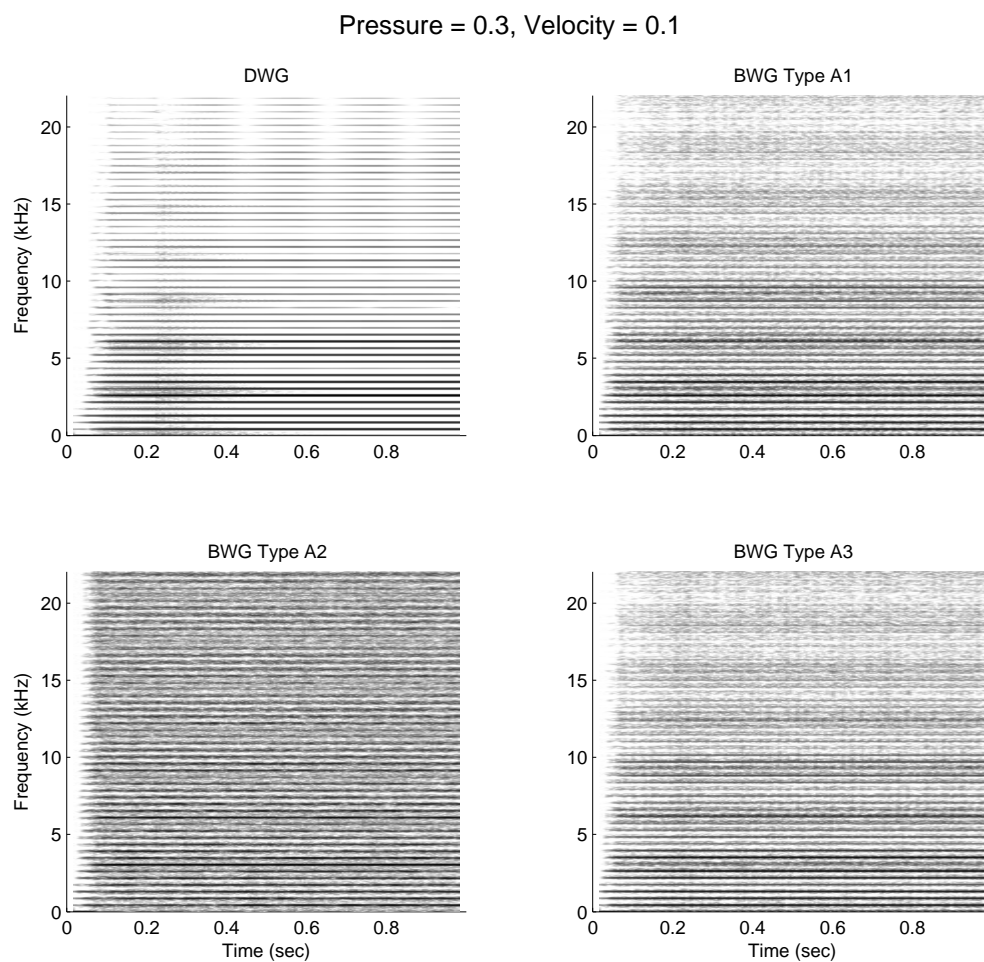 Pressure = 0.3, Velocity = 0.1
DWG
BWG Type A1
Frequency (kHz)
20
15
10
5
0
0 0.2 0.4 0.6 0.8
20
15
10
5
0
0 0.2 0.4 0.6 0.8
BWG Type A2
BWG Type A3
Frequency (kHz)
20
15
10
5
0
0 0.2 0.4 0.6 0.8
Time (sec)
20
15
10
5
0
0 0.2 0.4 0.6 0.8
Time (sec)